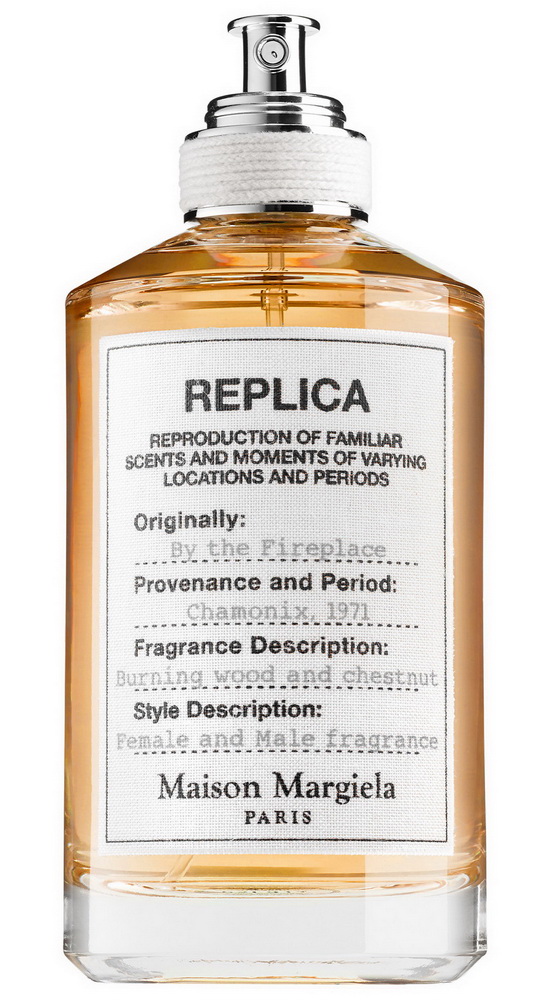 REPLICA
REPRODUCTION OF FAMILIAR
SCENTS AND MOMENTS OF VARYING
LOCATIONS AND PERIODS
Originally:
By the Fireplace
Provenance and Period:
Chamonix, 1971
Fragrance Description:
Burning wood and chestnut
Style Description:
Female and Male fragrance
Maison Margiela
PARIS